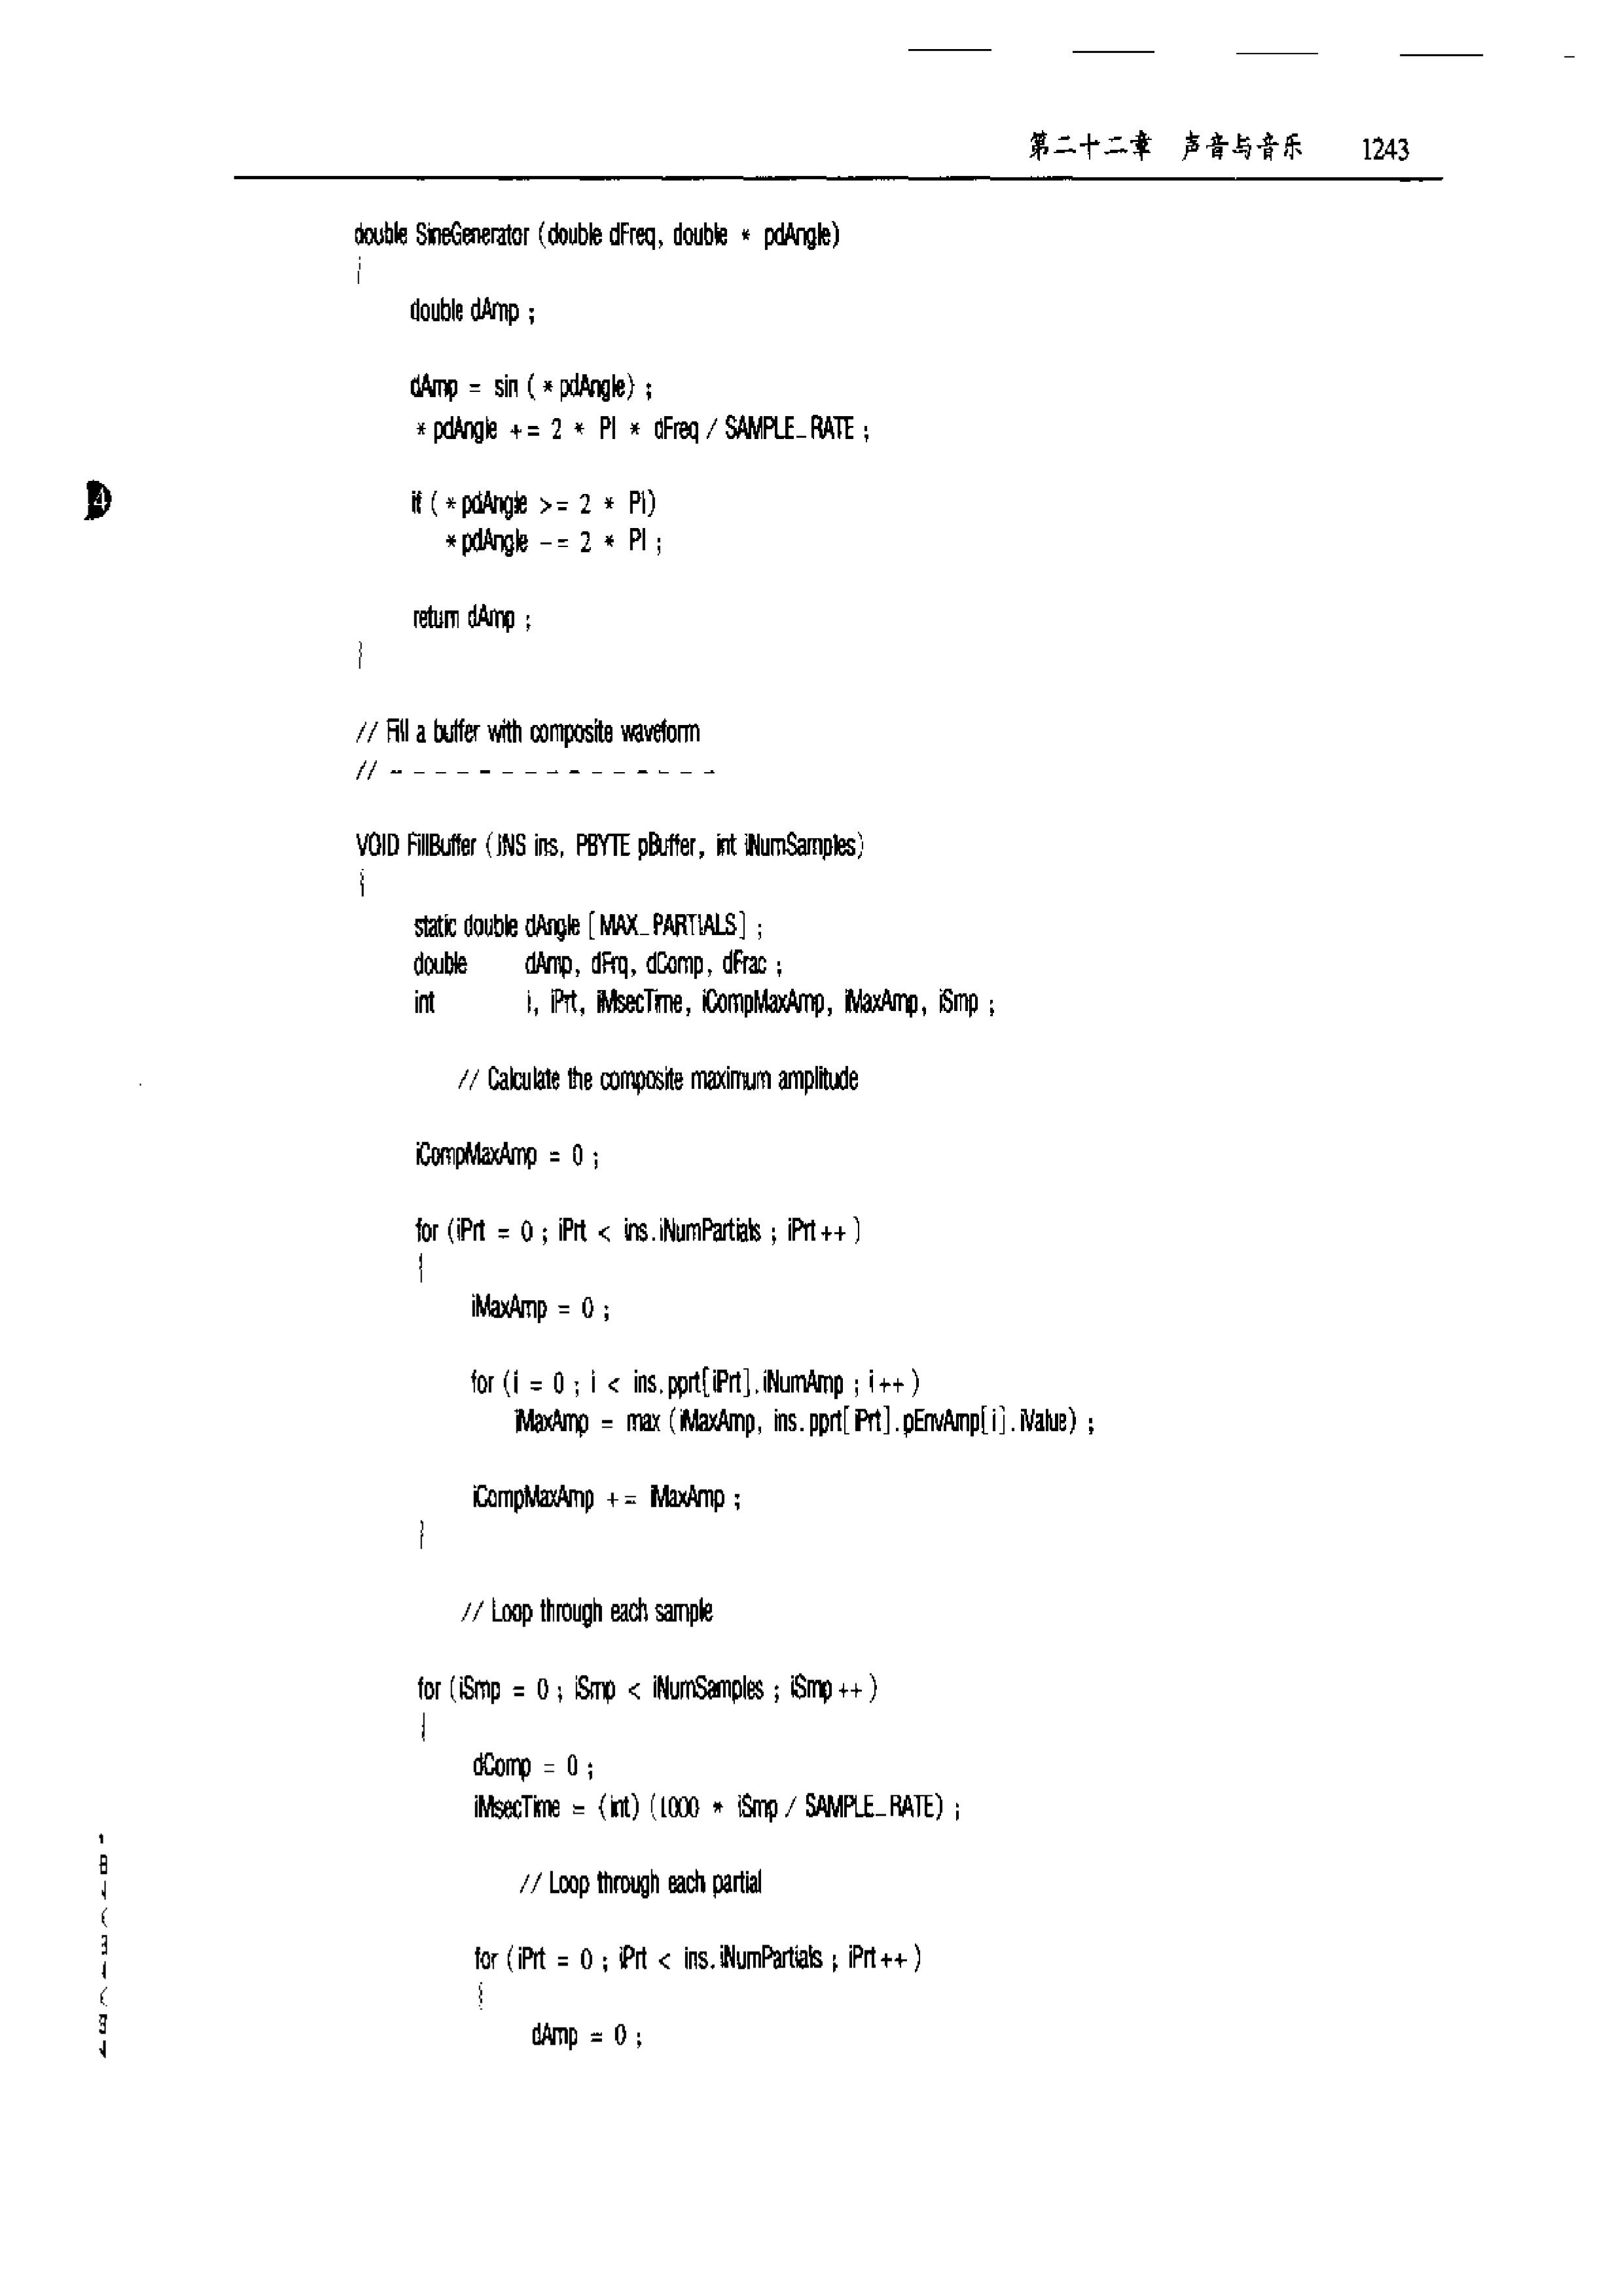 第二十二章 声音与音乐 1243
double SineGenerator (double dFreq, double * pdAngle)
{
double dAmp ;
dAmp = sin ( * pdAngle) ;
* pdAngle += 2 * PI * dFreq / SAMPLE_RATE ;
if ( * pdAngle >= 2 * PI)
* pdAngle -= 2 * PI ;
return dAmp ;
}
// Fill a buffer with composite waveform
// - - - - - - - - - - - - - - -
VOID FillBuffer (INS ins, PBYTE pBuffer, int iNumSamples)
{
static double dAngle [MAX_PARTIALS] ;
double dAmp, dFrq, dComp, dFrac ;
int i, iPrt, iMsecTime, iCompMaxAmp, iMaxAmp, iSmp ;
// Calculate the composite maximum amplitude
iCompMaxAmp = 0 ;
for (iPrt = 0 ; iPrt < ins.iNumPartials ; iPrt++ )
{
iMaxAmp = 0 ;
for (i = 0 ; i < ins.pprt[iPrt].iNumAmp ; i++ )
iMaxAmp = max (iMaxAmp, ins.pprt[iPrt].pEnvAmp[i].iValue) ;
iCompMaxAmp += iMaxAmp ;
}
// Loop through each sample
for (iSmp = 0 ; iSmp < iNumSamples ; iSmp++ )
{
dComp = 0 ;
iMsecTime = (int) (1000 * iSmp / SAMPLE_RATE) ;
// Loop through each partial
for (iPrt = 0 ; iPrt < ins.iNumPartials ; iPrt++ )
{
dAmp = 0 ;